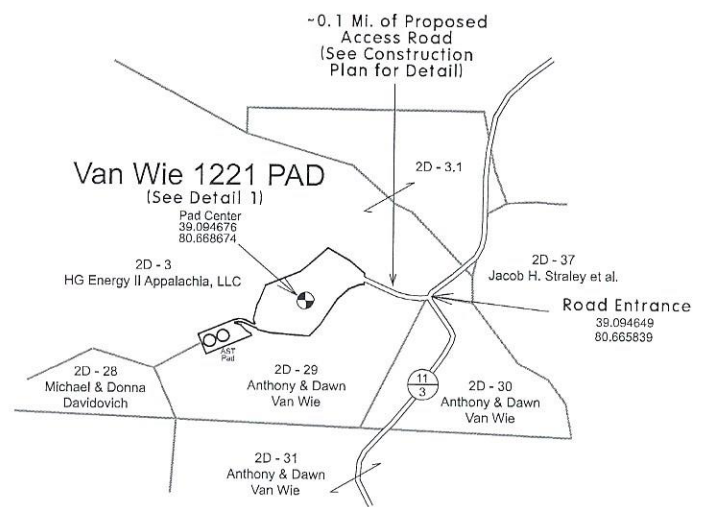 ~0.1 Mi. of Proposed
Access Road
(See Construction
Plan for Detail)
2D - 3.1
Van Wie 1221 PAD
(See Detail 1)
Pad Center
39.094676
80.668674
2D - 3
HG Energy II Appalachia, LLC
2D - 37
Jacob H. Straley et al.
Road Entrance
39.094649
80.665839
AST
Pad
2D - 28
Michael & Donna
Davidovich
2D - 29
Anthony & Dawn
Van Wie
11
3
2D - 30
Anthony & Dawn
Van Wie
2D - 31
Anthony & Dawn
Van Wie